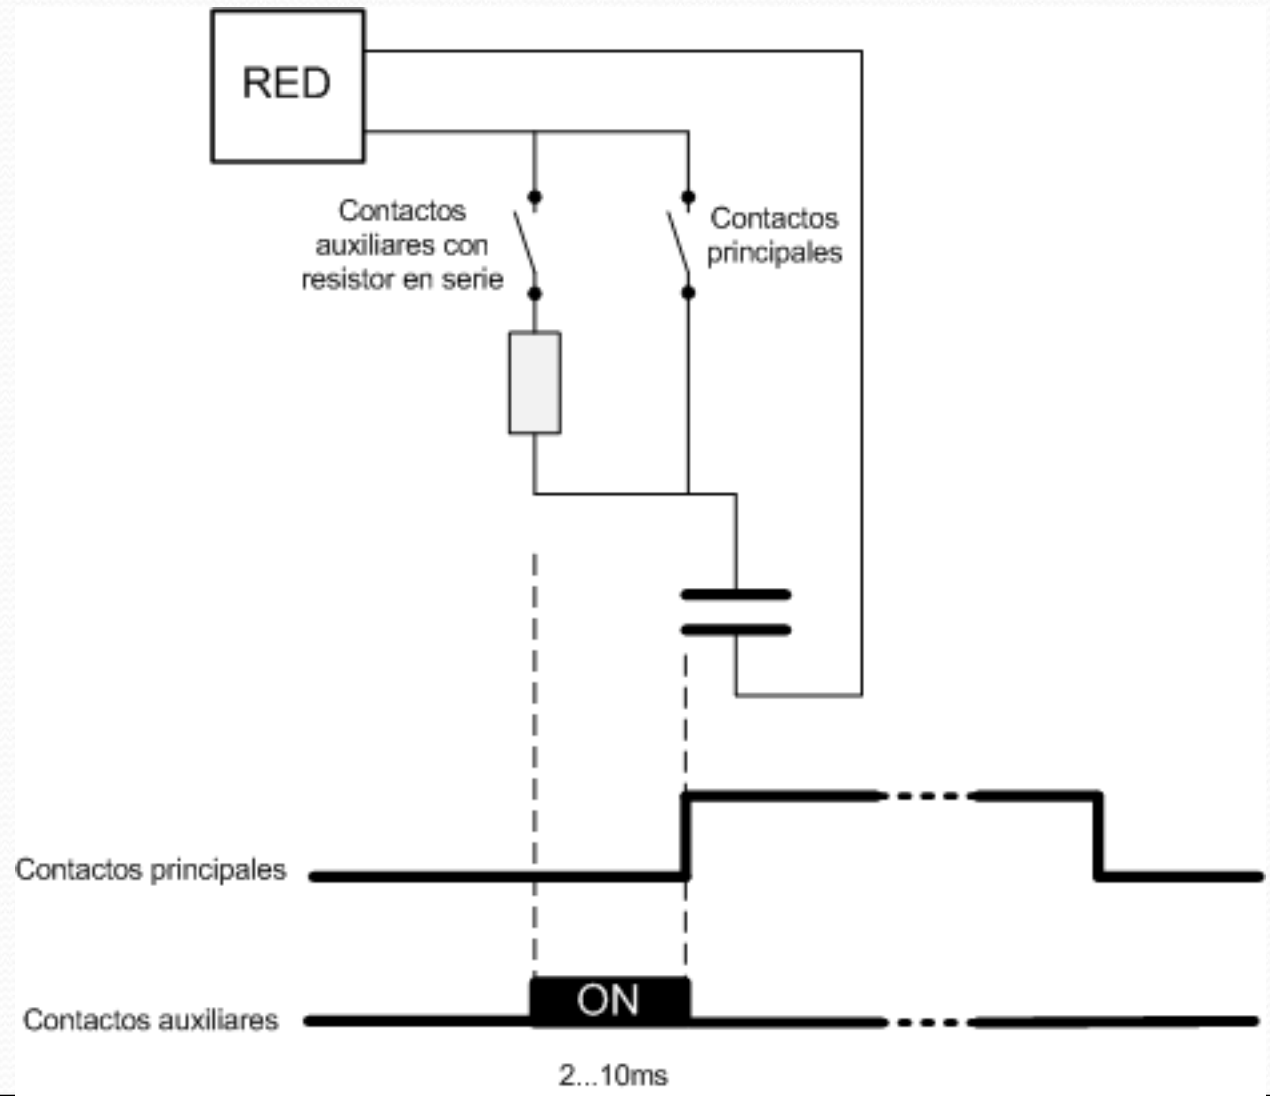 RED
Contactos
auxiliares con
resistor en serie
Contactos
principales
Contactos principales
ON
Contactos auxiliares
2...10ms